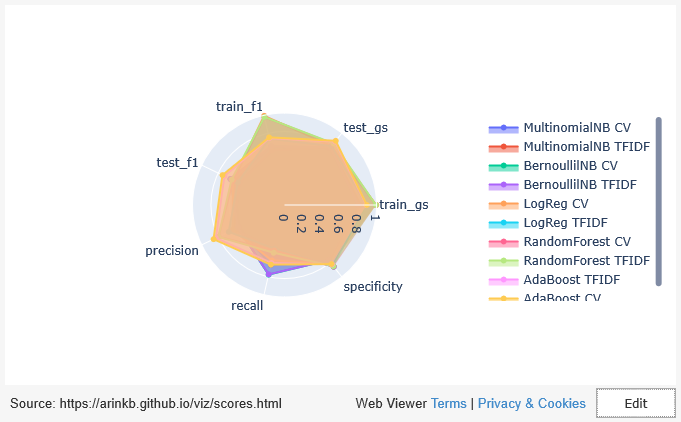 train_f1
test_gs
test_f1
train_gs
0
0.2
0.4
0.6
0.8
1
precision
recall
specificity
MultinomialNB CV
MultinomialNB TFIDF
BernoullilNB CV
BernoullilNB TFIDF
LogReg CV
LogReg TFIDF
RandomForest CV
RandomForest TFIDF
AdaBoost TFIDF
AdaBoost CV
Source: https://arinkb.github.io/viz/scores.html
Web Viewer Terms | Privacy & Cookies
Edit